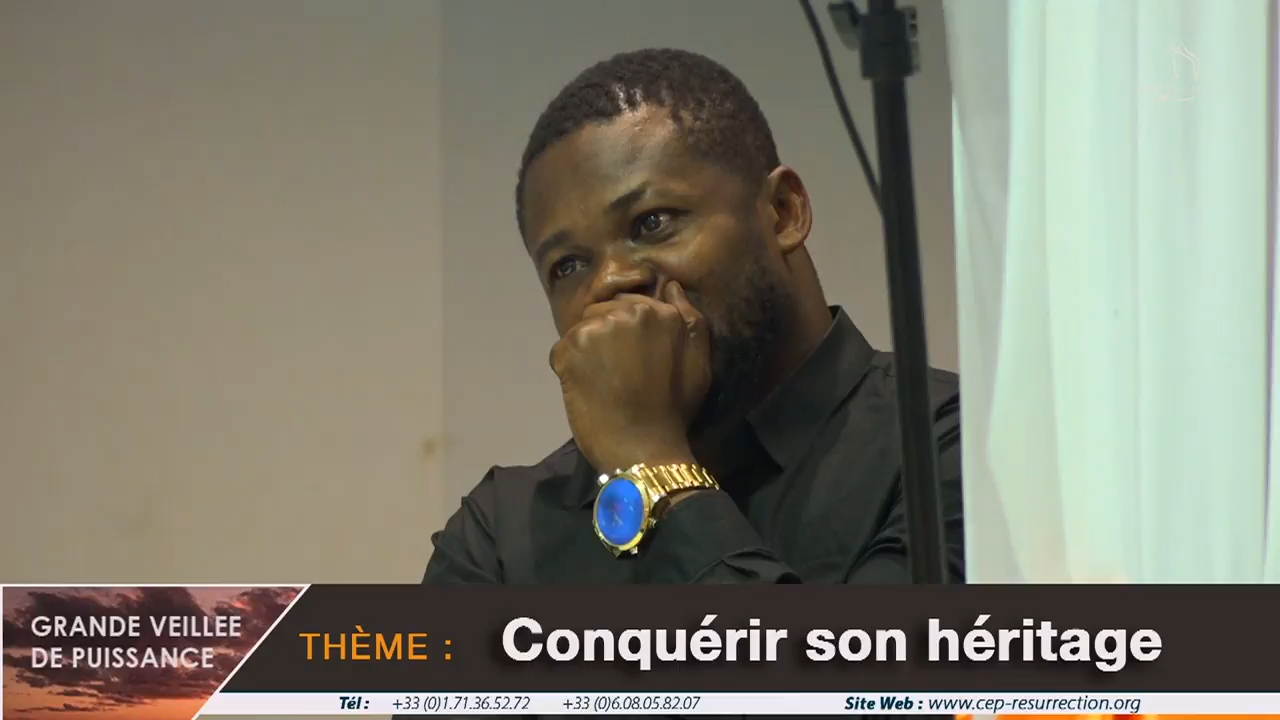 GRANDE VEILLEE
DE PUISSANCE
THÈME : Conquérir son héritage
Tél : +33 (0)1.71.36.52.72 +33 (0)6.08.05.82.07 Site Web : www.cep-resurrection.org